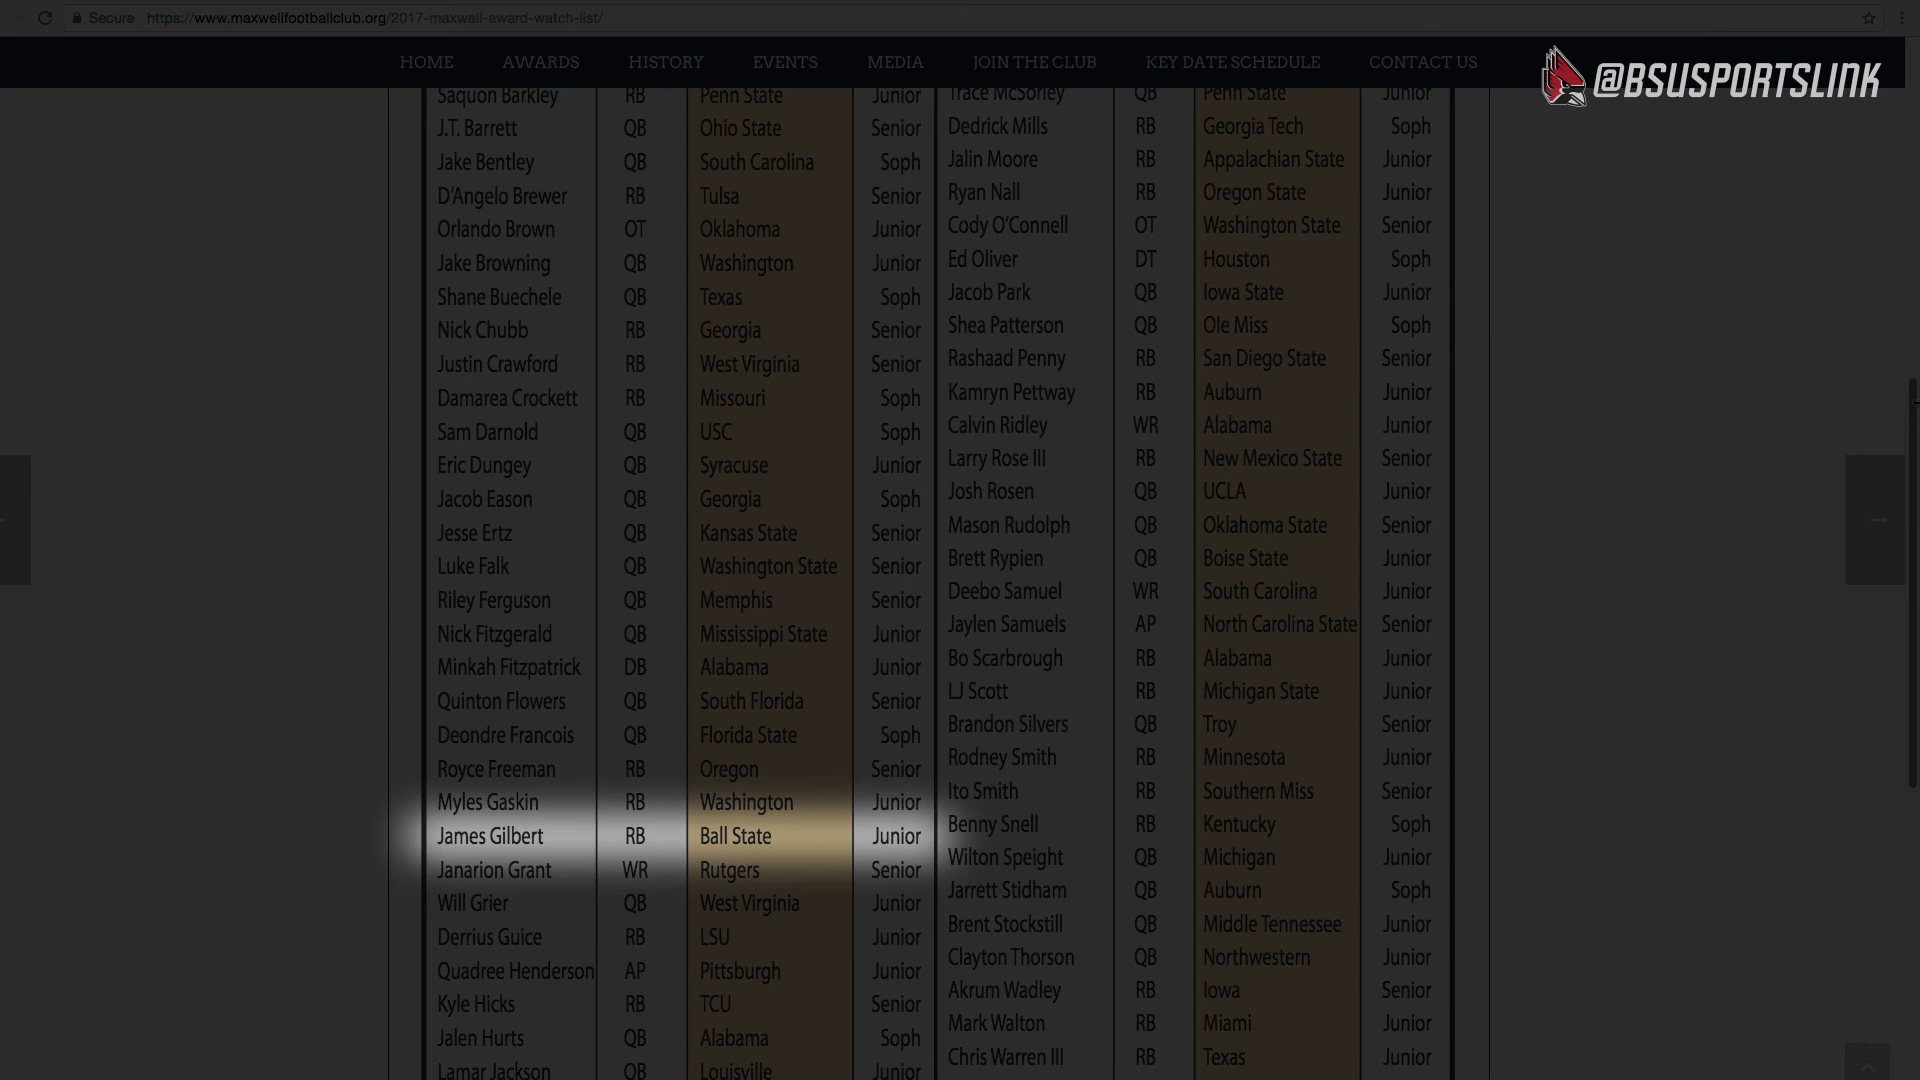 Secure https://www.maxwellfootballclub.org/2017-maxwell-award-watch-list/
HOME AWARDS HISTORY EVENTS MEDIA JOIN THE CLUB KEY DATE SCHEDULE CONTACT US
@BSUSPORTSLINK
Saquon Barkley RB Penn State Junior
J.T. Barrett QB Ohio State Senior
Jake Bentley QB South Carolina Soph
D'Angelo Brewer RB Tulsa Senior
Orlando Brown OT Oklahoma Junior
Jake Browning QB Washington Junior
Shane Buechele QB Texas Soph
Nick Chubb RB Georgia Senior
Justin Crawford RB West Virginia Senior
Damarea Crockett RB Missouri Soph
Sam Darnold QB USC Soph
Eric Dungey QB Syracuse Junior
Jacob Eason QB Georgia Soph
Jesse Ertz QB Kansas State Senior
Luke Falk QB Washington State Senior
Riley Ferguson QB Memphis Senior
Nick Fitzgerald QB Mississippi State Junior
Minkah Fitzpatrick DB Alabama Junior
Quinton Flowers QB South Florida Senior
Deondre Francois QB Florida State Soph
Royce Freeman RB Oregon Senior
Myles Gaskin RB Washington Junior
James Gilbert RB Ball State Junior
Janarion Grant WR Rutgers Senior
Will Grier QB West Virginia Junior
Derrius Guice RB LSU Junior
Quadree Henderson AP Pittsburgh Junior
Kyle Hicks RB TCU Senior
Jalen Hurts QB Alabama Soph
Lamar Jackson QB Louisville Junior
Trace McSorley QB Penn State Junior
Dedrick Mills RB Georgia Tech Soph
Jalin Moore RB Appalachian State Junior
Ryan Nall RB Oregon State Junior
Cody O'Connell OT Washington State Senior
Ed Oliver DT Houston Soph
Jacob Park QB Iowa State Junior
Shea Patterson QB Ole Miss Soph
Rashaad Penny RB San Diego State Senior
Kamryn Pettway RB Auburn Junior
Calvin Ridley WR Alabama Junior
Larry Rose III RB New Mexico State Senior
Josh Rosen QB UCLA Junior
Mason Rudolph QB Oklahoma State Senior
Brett Rypien QB Boise State Junior
Deebo Samuel WR South Carolina Junior
Jaylen Samuels AP North Carolina State Senior
Bo Scarbrough RB Alabama Junior
LJ Scott RB Michigan State Junior
Brandon Silvers QB Troy Senior
Rodney Smith RB Minnesota Junior
Ito Smith RB Southern Miss Senior
Benny Snell RB Kentucky Soph
Wilton Speight QB Michigan Junior
Jarrett Stidham QB Auburn Soph
Brent Stockstill QB Middle Tennessee Junior
Clayton Thorson QB Northwestern Junior
Akrum Wadley RB Iowa Senior
Mark Walton RB Miami Junior
Chris Warren III RB Texas Junior